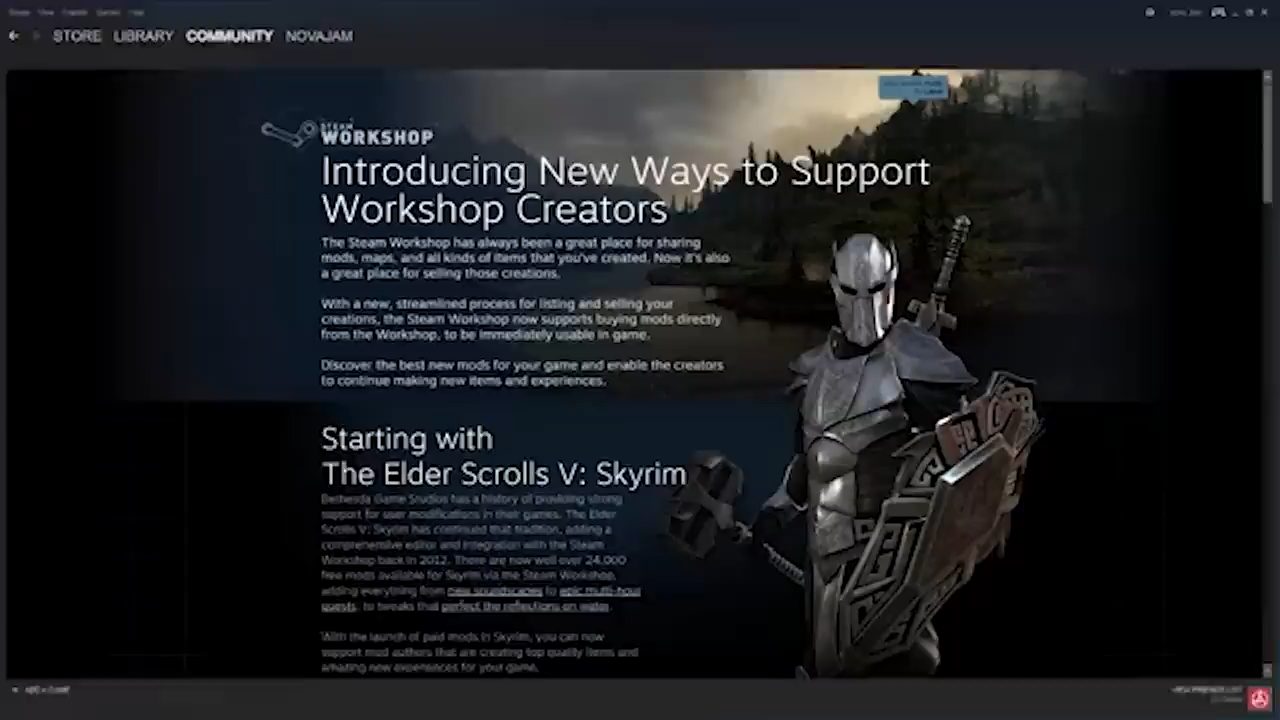 STORE LIBRARY COMMUNITY NOVAJAM
STEAM
WORKSHOP
Introducing New Ways to Support
Workshop Creators
The Steam Workshop has always been a great place for sharing
mods, maps, and all kinds of items that you've created. Now it's also
a great place for selling those creations.
With a new, streamlined process for listing and selling your
creations, the Steam Workshop now supports buying mods directly
from the Workshop, to be immediately usable in game.
Discover the best new mods for your game and enable the creators
to continue making new items and experiences.
Starting with
The Elder Scrolls V: Skyrim
Bethesda Game Studios has a history of providing strong
support for user modifications in their games. The Elder
Scrolls V: Skyrim has continued that tradition, adding a
comprehensive editor and integration with the Steam
Workshop back in 2012. There are now well over 24,000
free mods available for Skyrim via the Steam Workshop,
adding everything from new soundscapes to epic multi-hour
quests, to tweaks that perfect the reflections on water.
With the launch of paid mods in Skyrim, you can now
support mod authors that are creating top quality items and
amazing new experiences for your game.